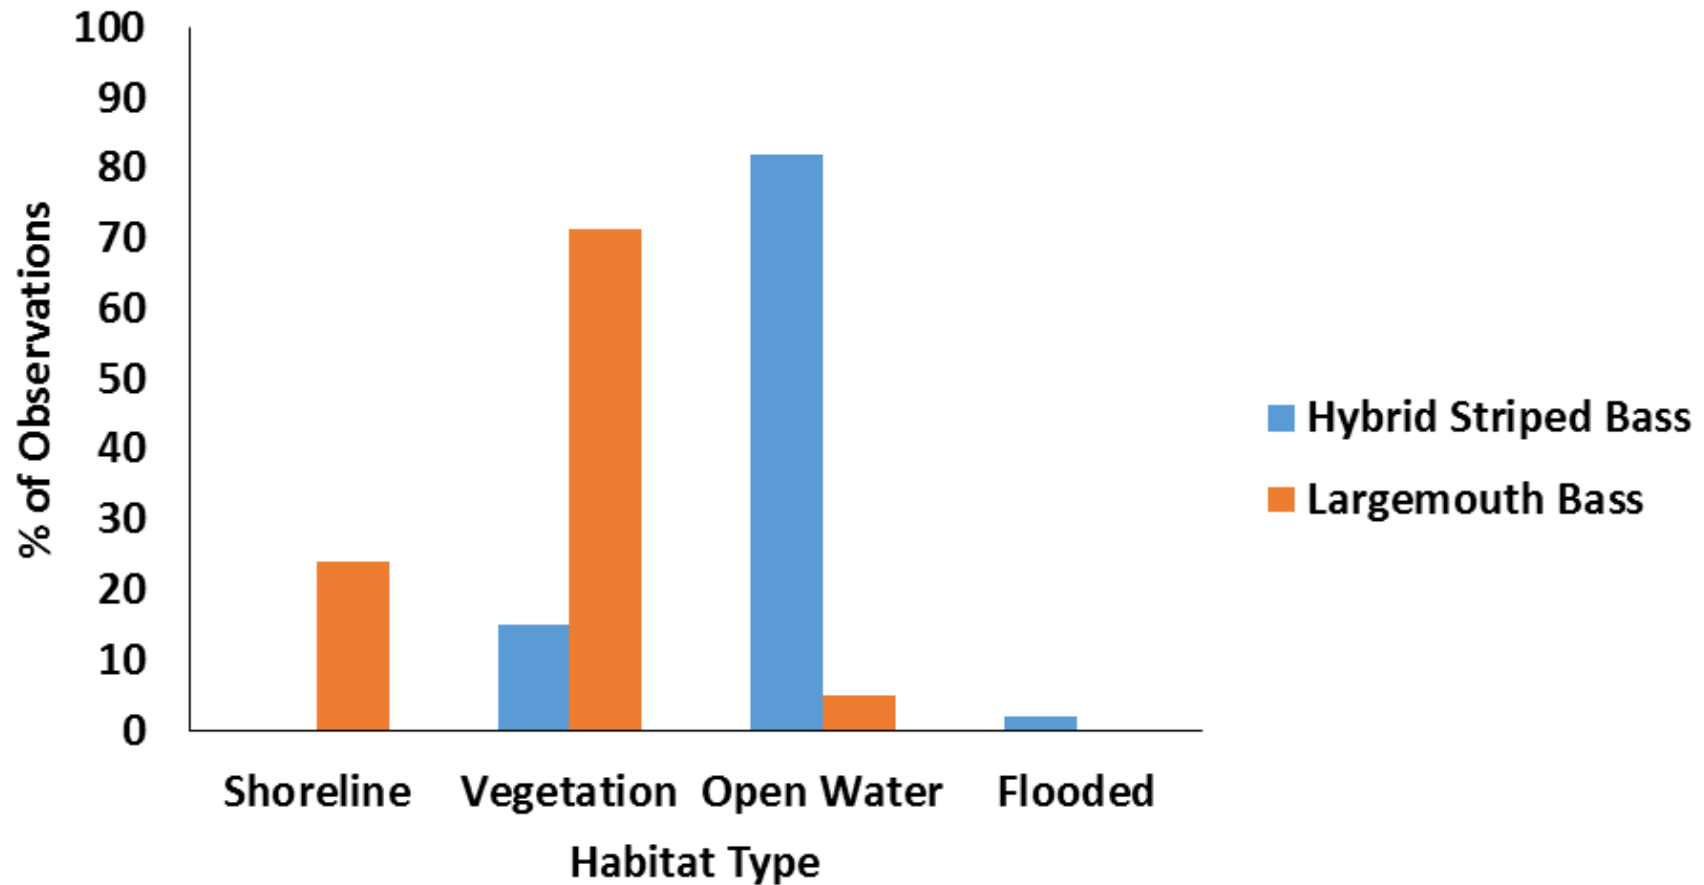 100
90
80
70
60
50
40
30
20
10
0
% of Observations
Shoreline
Vegetation
Open Water
Flooded
Habitat Type
Hybrid Striped Bass
Largemouth Bass